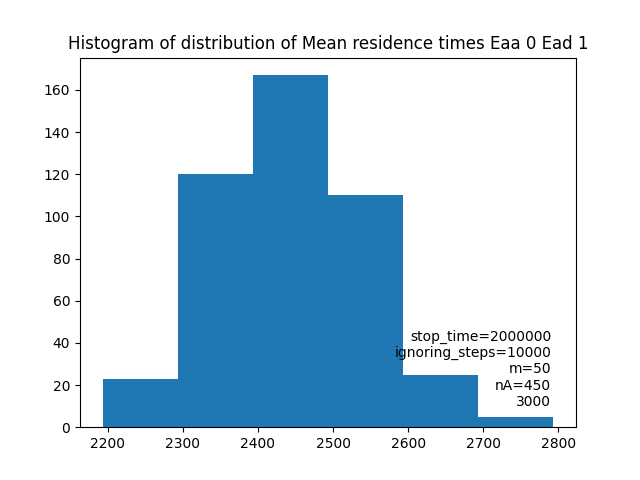 Histogram of distribution of Mean residence times Eaa 0 Ead 1
160
140
120
100
80
60
40
20
0
stop_time=2000000
ignoring_steps=10000
m=50
nA=450
3000
2200 2300 2400 2500 2600 2700 2800